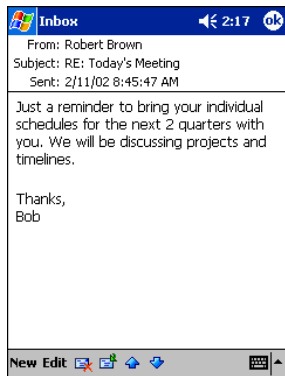 Inbox 2:17 ok
From: Robert Brown
Subject: RE: Today's Meeting
Sent: 2/11/02 8:45:47 AM
Just a reminder to bring your individual
schedules for the next 2 quarters with
you. We will be discussing projects and
timelines.
Thanks,
Bob
New Edit